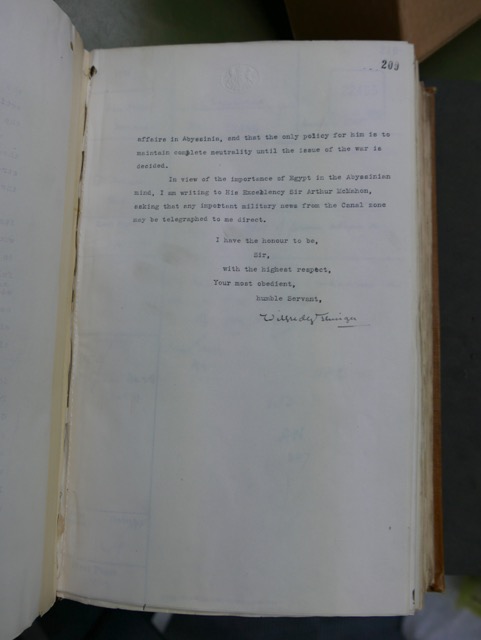 209
affairs in Abyssinia, and that the only policy for him is to
maintain complete neutrality until the issue of the war is
decided.
In view of the importance of Egypt in the Abyssinian
mind, I am writing to His Excellency Sir Arthur McMahon,
asking that any important military news from the Canal zone
may be telegraphed to me direct.
I have the honour to be,
Sir,
with the highest respect,
Your most obedient,
humble Servant,
Wilfred Thesiger